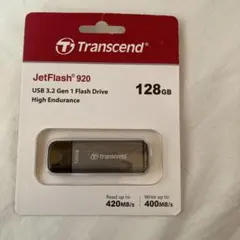 Transcend
JetFlash® 920
USB 3.2 Gen 1 Flash Drive
High Endurance
128GB
Transcend
Read up to
420MB/s
Write up to
400MB/s